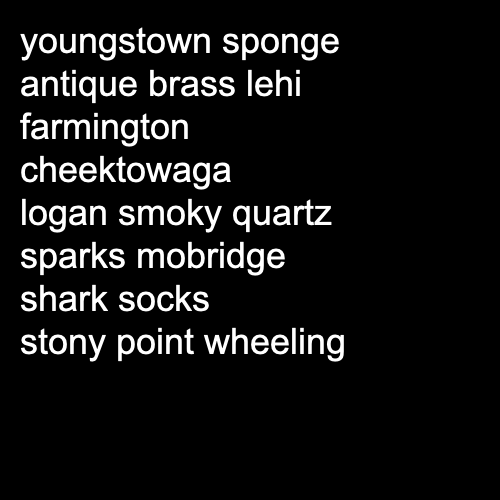 youngstown sponge
antique brass lehi
farmington
cheektowaga
logan smoky quartz
sparks mobridge
shark socks
stony point wheeling